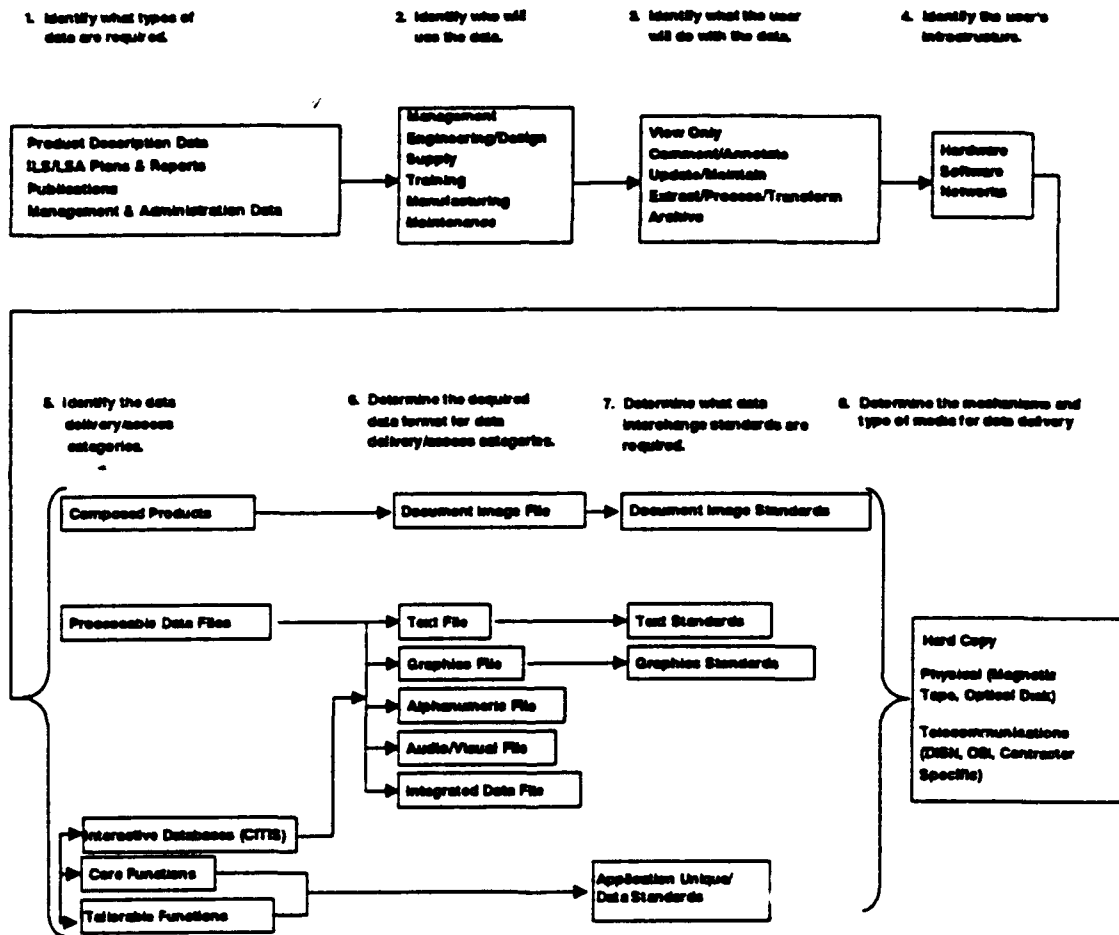 1. Identify what types of
data are required.
2. Identify who will
use the data.
3. Identify what the user
will do with the data.
4. Identify the user's
infrastructure.
Product Description Data
ILS/LSA Plans & Reports
Publications
Management & Administration Data
Management
Engineering/Design
Supply
Training
Manufacturing
Maintenance
View Only
Comment/Annotate
Update/Maintain
Extract/Process/Transform
Archive
Hardware
Software
Networks
5. Identify the data
delivery/access
categories.
6. Determine the dequired
data format for data
delivery/access categories.
7. Determine what data
interchange standards are
required.
8. Determine the mechanisms and
type of media for data delivery
Composed Products
Document Image File
Document Image Standards
Processable Data Files
Text File
Text Standards
Graphics File
Graphics Standards
Alphanumeric File
Audio/Visual File
Integrated Data File
Interactive Databases (CITIS)
Core Functions
Tailorable Functions
Application Unique/
Data Standards
Hard Copy
Physical (Magnetic
Tape, Optical Disk)
Telecommunications
(DISN, OSI, Contractor
Specific)